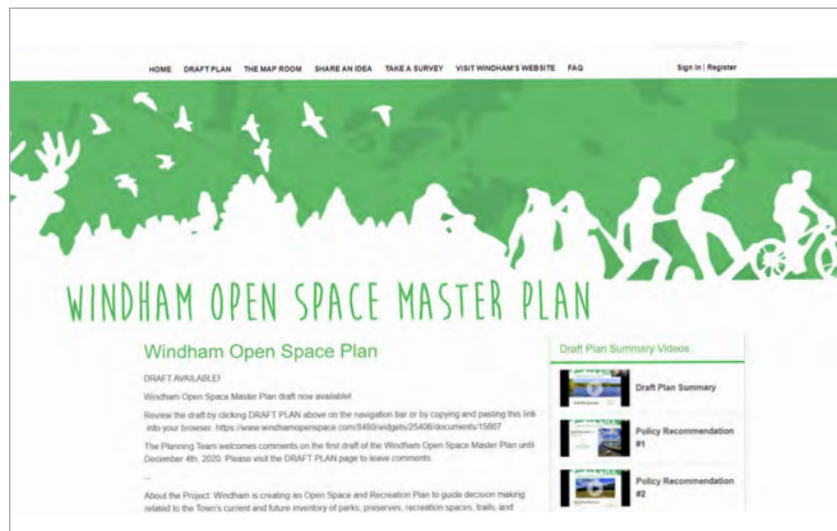 HOME DRAFT PLAN THE MAP ROOM SHARE AN IDEA TAKE A SURVEY VISIT WINDHAM'S WEBSITE FAQ Sign In | Register
WINDHAM OPEN SPACE MASTER PLAN
Windham Open Space Plan
DRAFT AVAILABLE!
Windham Open Space Master Plan draft now available!
Review the draft by clicking DRAFT PLAN above on the navigation bar or by copying and pasting this link
into your browser. https://www.windhamopenspace.com/8480/widgets/25406/documents/15667
The Planning Team welcomes comments on the first draft of the Windham Open Space Master Plan until
December 4th, 2020. Please visit the DRAFT PLAN page to leave comments.
...
About the Project: Windham is creating an Open Space and Recreation Plan to guide decision making
related to the Town's current and future inventory of parks, preserves, recreation spaces, trails, and
Draft Plan Summary Videos
Draft Plan Summary
Policy Recommendation
#1
Policy Recommendation
#2